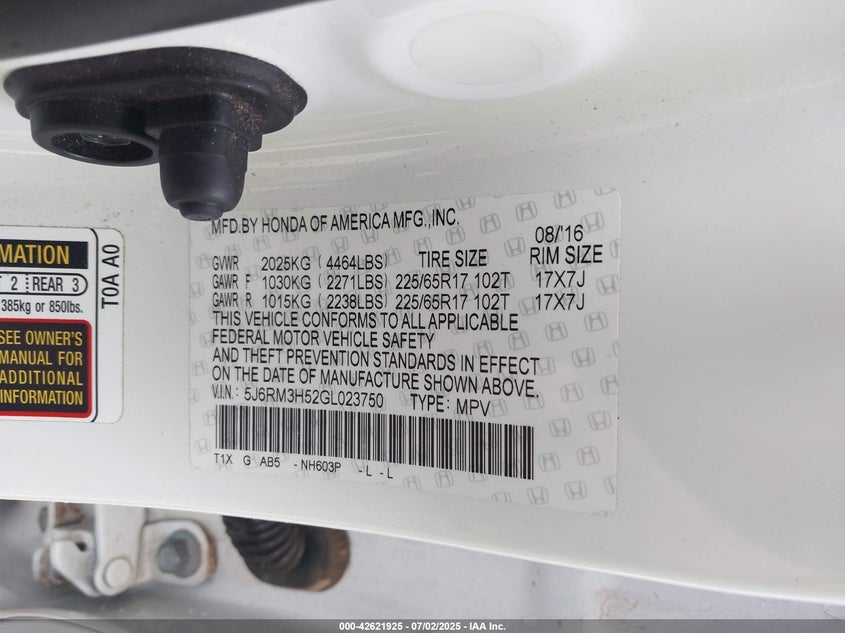 MATION
T 2 REAR 3
385kg or 850lbs.
SEE OWNER'S
MANUAL FOR
ADDITIONAL
INFORMATION
T0A A0
MFD.BY HONDA OF AMERICA MFG.,INC.
08/'16
GVWR 2025KG (4464LBS) TIRE SIZE RIM SIZE
GAWR F 1030KG (2271LBS) 225/65R17 102T 17X7J
GAWR R 1015KG (2238LBS) 225/65R17 102T 17X7J
THIS VEHICLE CONFORMS TO ALL APPLICABLE
FEDERAL MOTOR VEHICLE SAFETY
AND THEFT PREVENTION STANDARDS IN EFFECT
ON THE DATE OF MANUFACTURE SHOWN ABOVE.
V.I.N.: 5J6RM3H52GL023750 TYPE: MPV
T1X G AB5 -NH603P -L -L
000-42621925 - 07/02/2025 - IAA Inc.